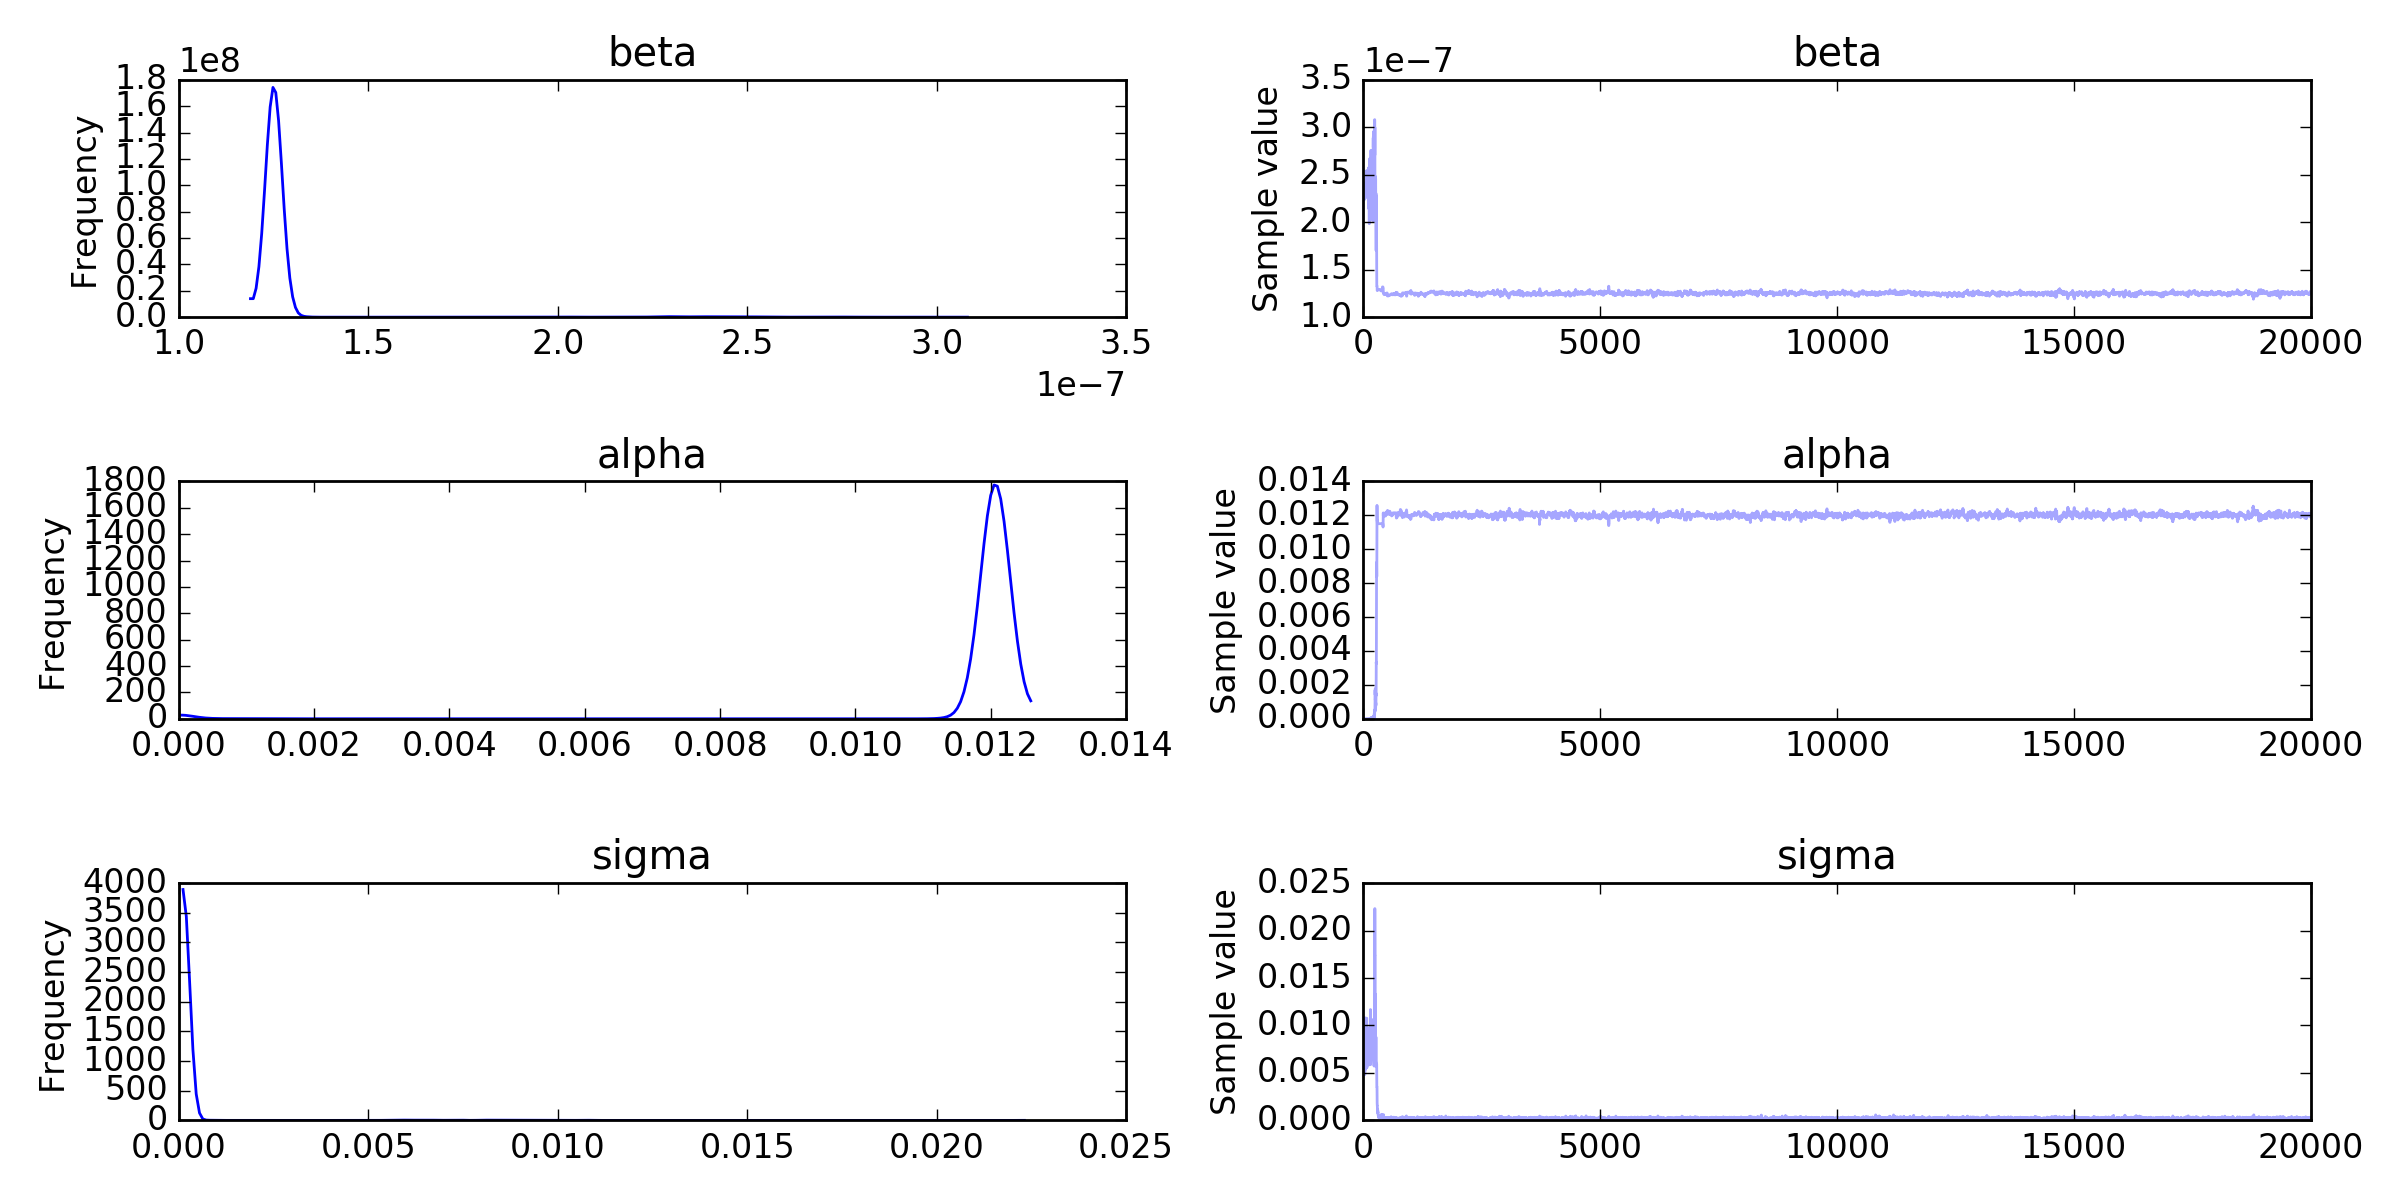 beta
1e8
Frequency
1.8
1.6
1.4
1.2
1.0
0.8
0.6
0.4
0.2
0.0
1.0 1.5 2.0 2.5 3.0 3.5
1e−7
beta
1e−7
Sample value
3.5
3.0
2.5
2.0
1.5
1.0
0 5000 10000 15000 20000
alpha
Frequency
1800
1600
1400
1200
1000
800
600
400
200
0
0.000 0.002 0.004 0.006 0.008 0.010 0.012 0.014
alpha
Sample value
0.014
0.012
0.010
0.008
0.006
0.004
0.002
0.000
0 5000 10000 15000 20000
sigma
Frequency
4000
3500
3000
2500
2000
1500
1000
500
0
0.000 0.005 0.010 0.015 0.020 0.025
sigma
Sample value
0.025
0.020
0.015
0.010
0.005
0.000
0 5000 10000 15000 20000